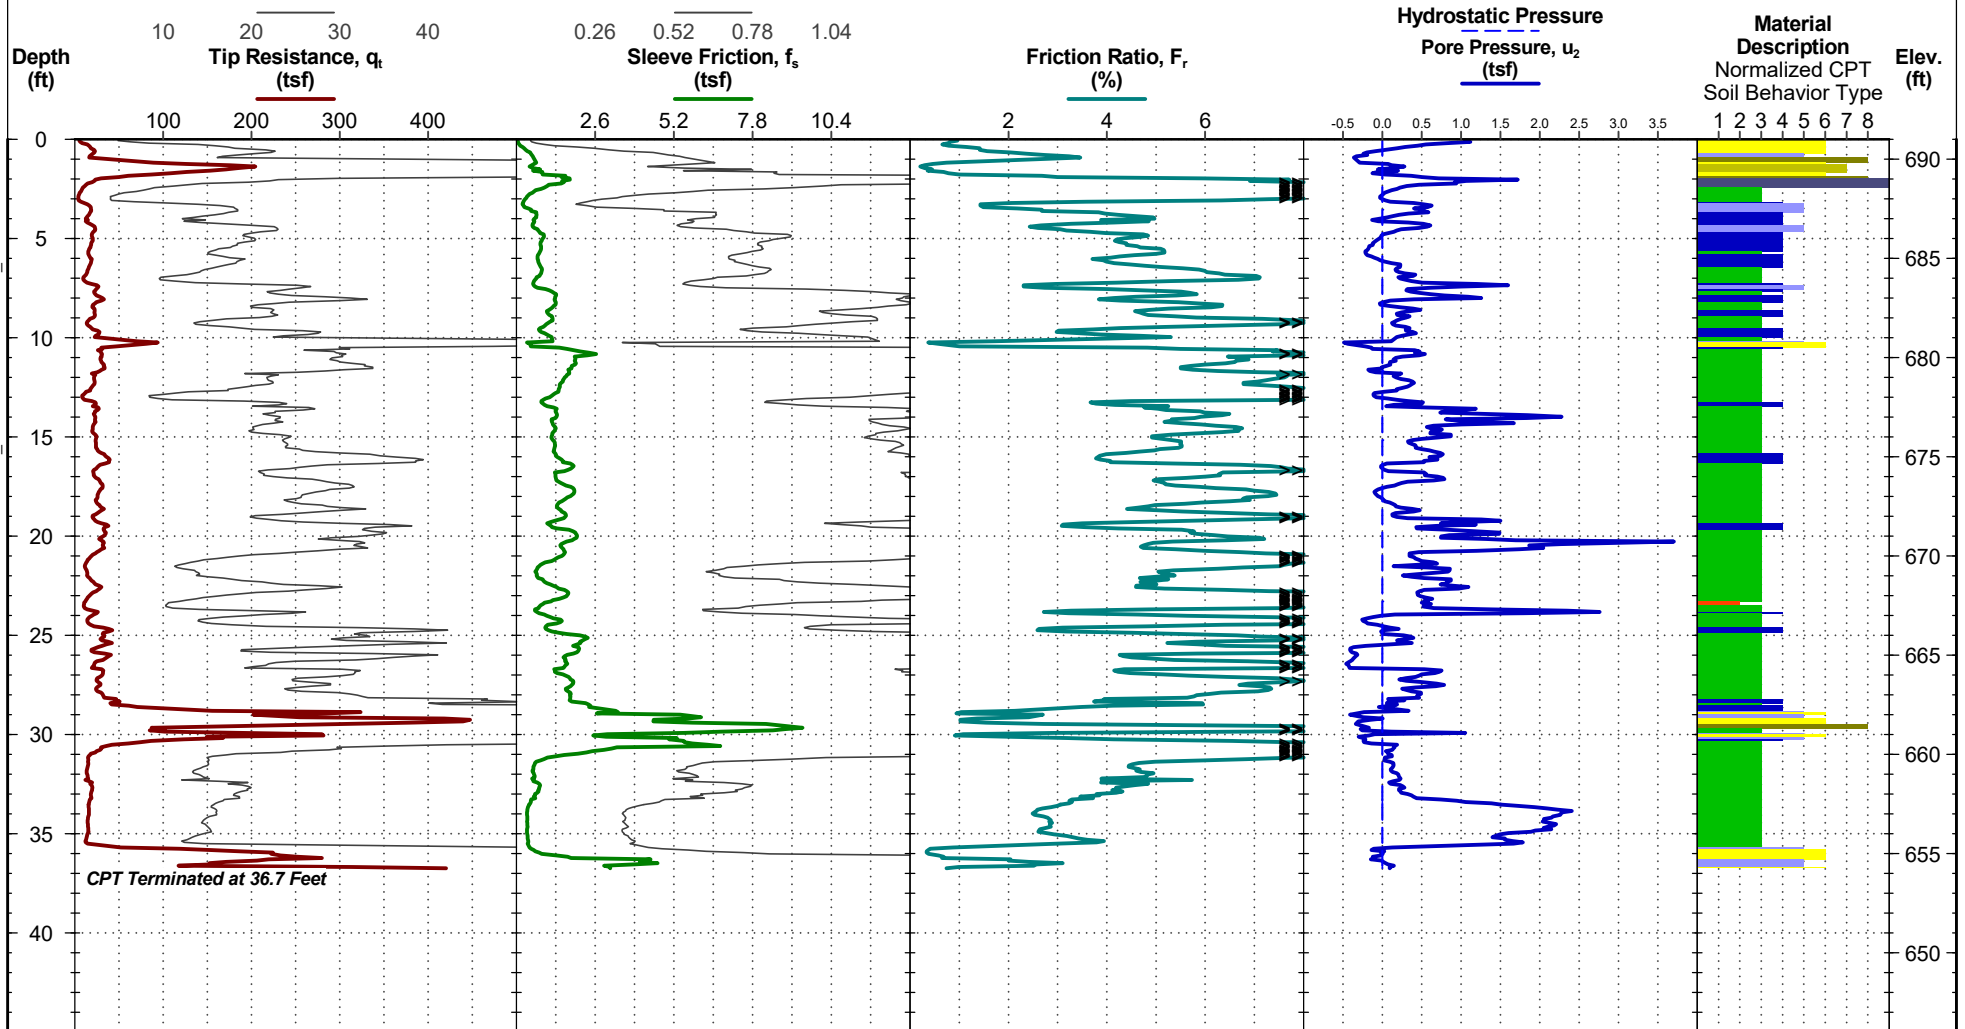 10 20 30 40
0.26 0.52 0.78 1.04
Hydrostatic Pressure
Depth
(ft)
Tip Resistance, qt
(tsf)
Sleeve Friction, fs
(tsf)
Friction Ratio, Fr
(%)
Pore Pressure, u2
(tsf)
Material
Description
Normalized CPT
Soil Behavior Type
Elev.
(ft)
100 200 300 400
2.6 5.2 7.8 10.4
2 4 6
-0.5 0.0 0.5 1.0 1.5 2.0 2.5 3.0 3.5
1 2 3 4 5 6 7 8
0
690
5
685
10
680
15
675
20
670
25
665
30
660
35
655
CPT Terminated at 36.7 Feet
40
650